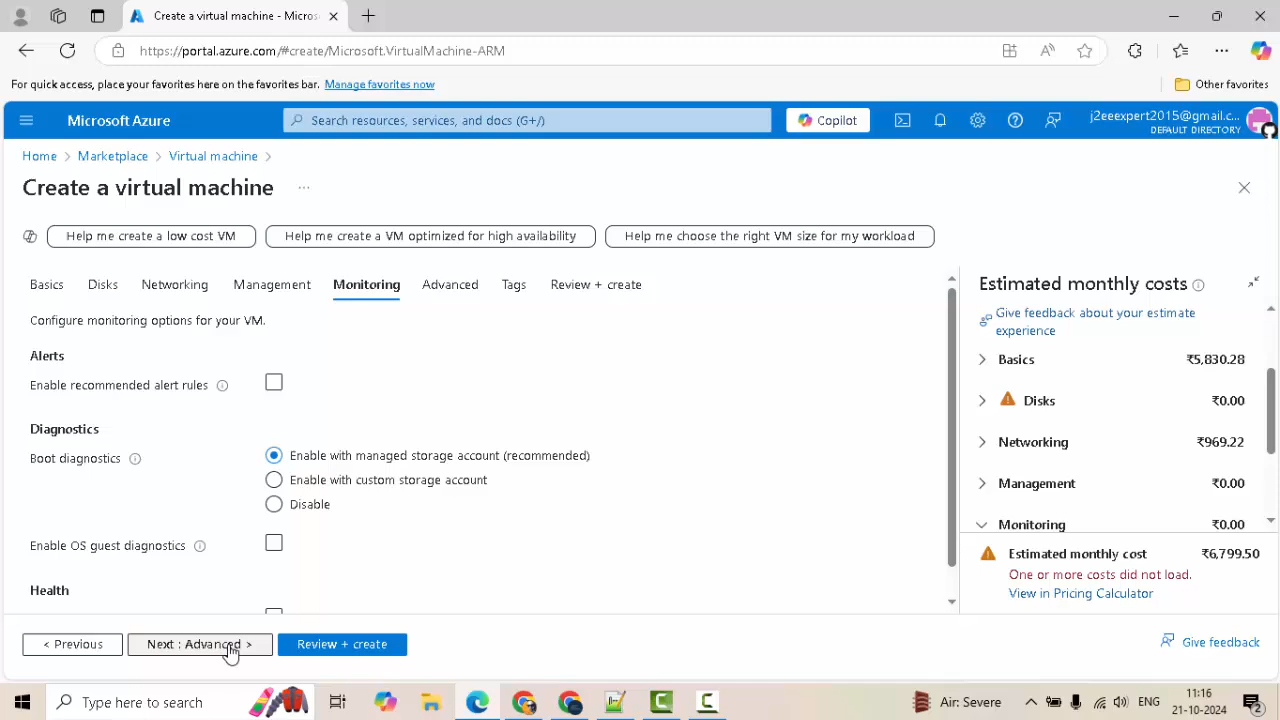 Create a virtual machine - Micros
https://portal.azure.com/#create/Microsoft.VirtualMachine-ARM
For quick access, place your favorites here on the favorites bar. Manage favorites now
Other favorites
Microsoft Azure
Search resources, services, and docs (G+/)
Copilot
j2eeexpert2015@gmail.c...
DEFAULT DIRECTORY
Home > Marketplace > Virtual machine >
Create a virtual machine ...
Help me create a low cost VM
Help me create a VM optimized for high availability
Help me choose the right VM size for my workload
Basics Disks Networking Management Monitoring Advanced Tags Review + create
Configure monitoring options for your VM.
Alerts
Enable recommended alert rules
Diagnostics
Boot diagnostics
Enable with managed storage account (recommended)
Enable with custom storage account
Disable
Enable OS guest diagnostics
Health
Estimated monthly costs
Give feedback about your estimate
experience
Basics ₹5,830.28
Disks ₹0.00
Networking ₹969.22
Management ₹0.00
Monitoring ₹0.00
Estimated monthly cost ₹6,799.50
One or more costs did not load.
View in Pricing Calculator
< Previous
Next : Advanced >
Review + create
Give feedback
Type here to search
Air: Severe
ENG
11:16
21-10-2024
2